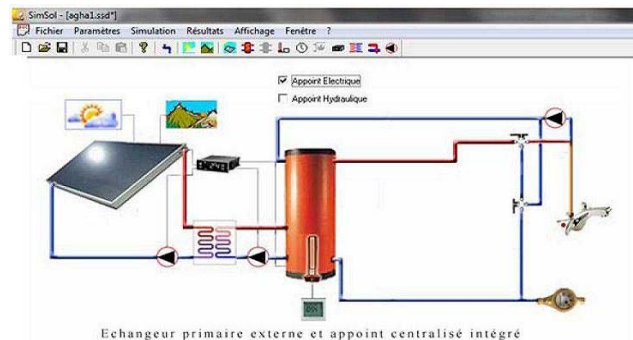 SimSol - [agha1.ssd*]
Fichier Paramètres Simulation Résultats Affichage Fenêtre ?
Appoint Electrique
Appoint Hydraulique
Echangeur primaire externe et appoint centralisé intégré